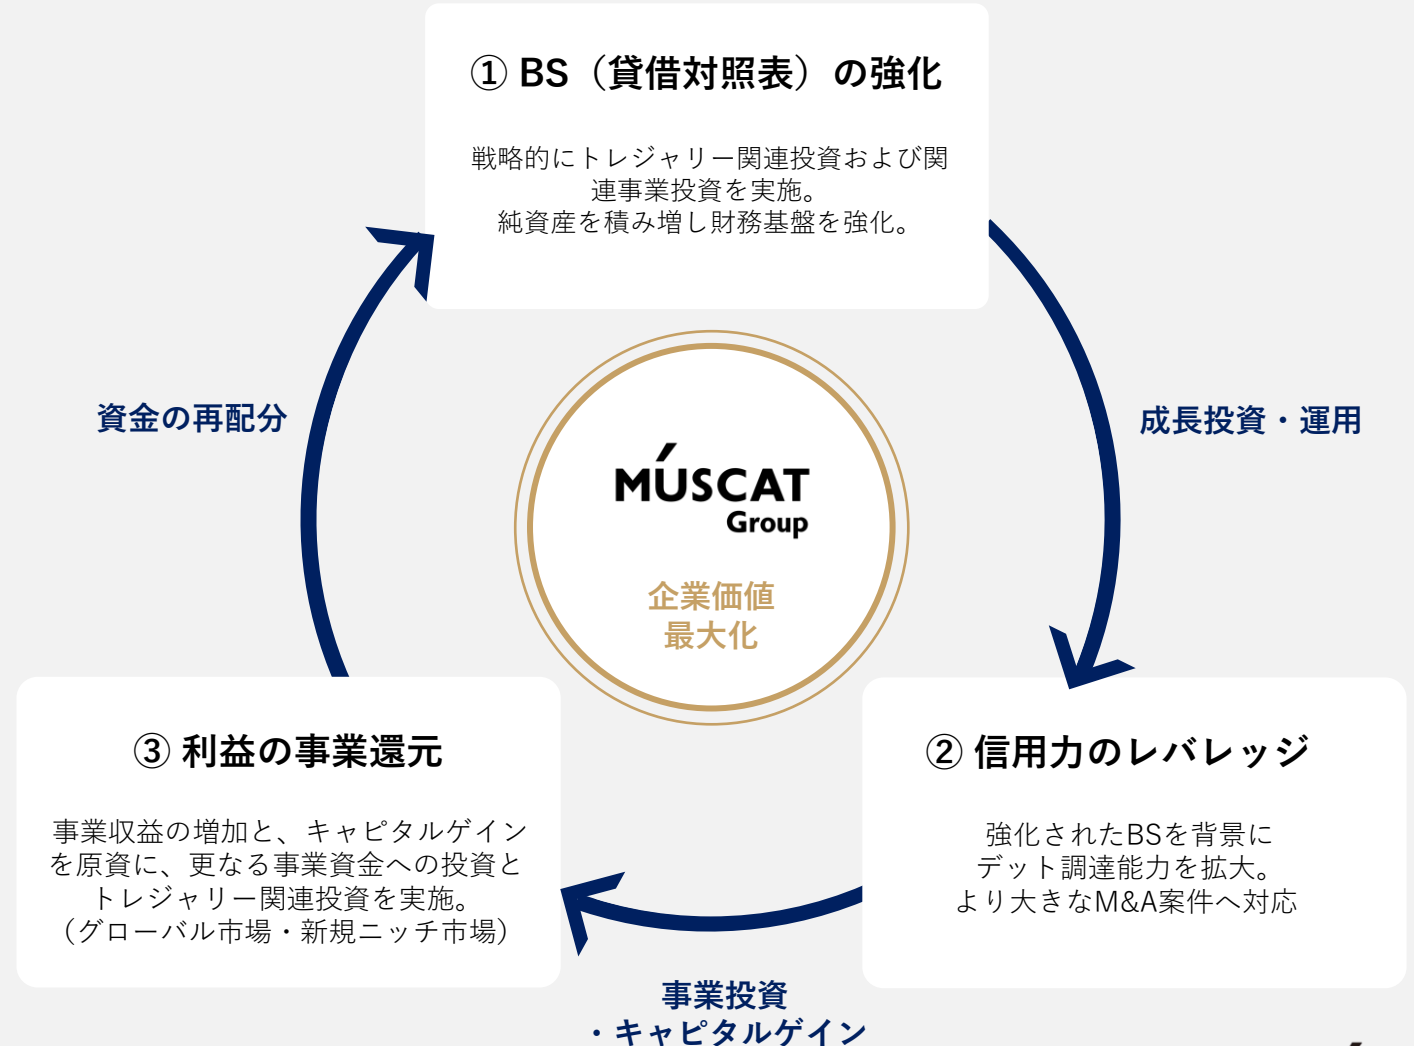 ① BS（貸借対照表）の強化
戦略的にトレジャリー関連投資および関
連事業投資を実施。
純資産を積み増し財務基盤を強化。
資金の再配分
成長投資・運用
MÚSCAT
Group
企業価値
最大化
③ 利益の事業還元
事業収益の増加と、キャピタルゲイン
を原資に、更なる事業資金への投資と
トレジャリー関連投資を実施。
（グローバル市場・新規ニッチ市場）
② 信用力のレバレッジ
強化されたBSを背景に
デット調達能力を拡大。
より大きなM&A案件へ対応
事業投資
・キャピタルゲイン